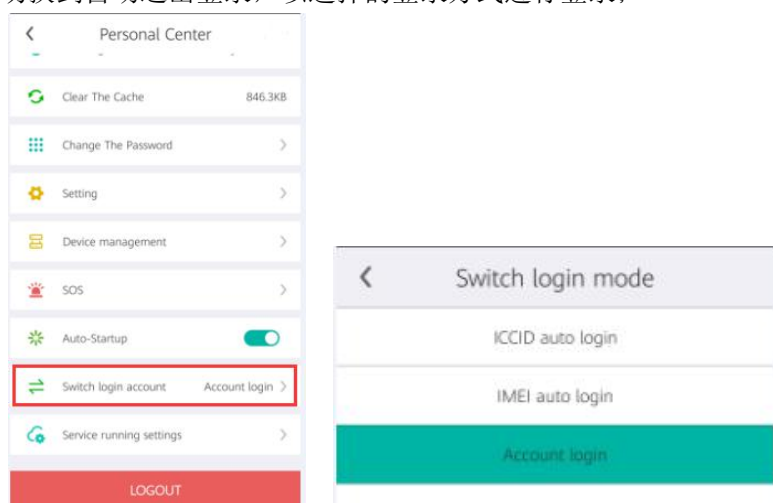 Personal Center
Clear The Cache 846.3KB
Change The Password
Setting
Device management
SOS
Auto-Startup
Switch login account Account login
Service running settings
LOGOUT
Switch login mode
ICCID auto login
IMEI auto login
Account login